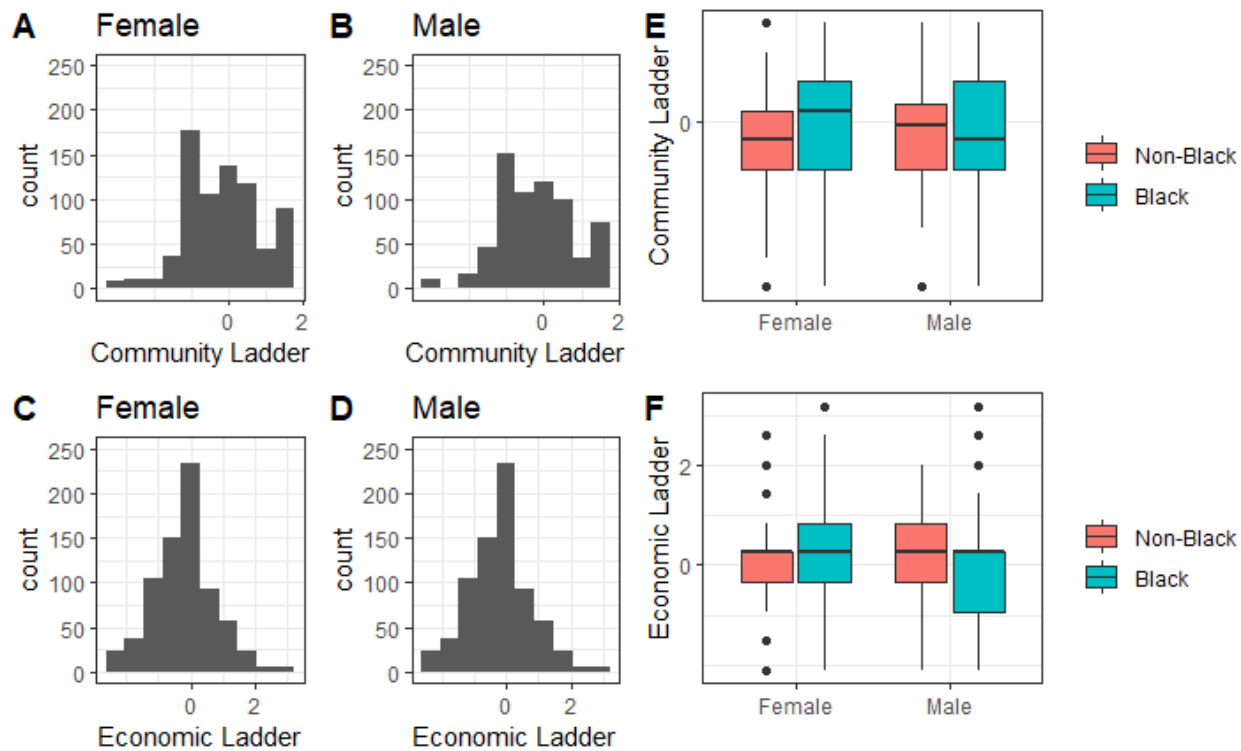 A Female
250
200
150
100
50
0
count
0 2
Community Ladder
B Male
250
200
150
100
50
0
count
0 2
Community Ladder
E
Community Ladder
0
Female Male
Non-Black
Black
C Female
250
200
150
100
50
0
count
0 2
Economic Ladder
D Male
250
200
150
100
50
0
count
0 2
Economic Ladder
F
Economic Ladder
2
0
Female Male
Non-Black
Black